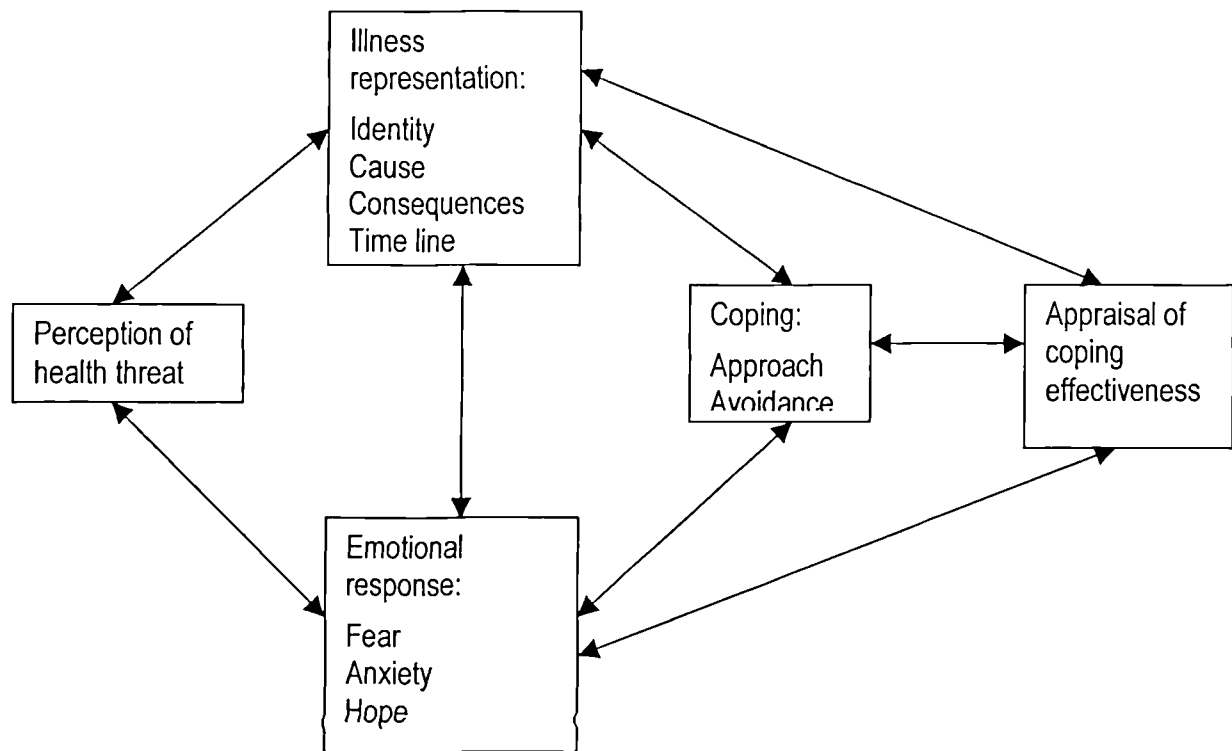 Illness
representation:
Identity
Cause
Consequences
Time line
Perception of
health threat
Coping:
Approach
Avoidance
Appraisal of
coping
effectiveness
Emotional
response:
Fear
Anxiety
Hope